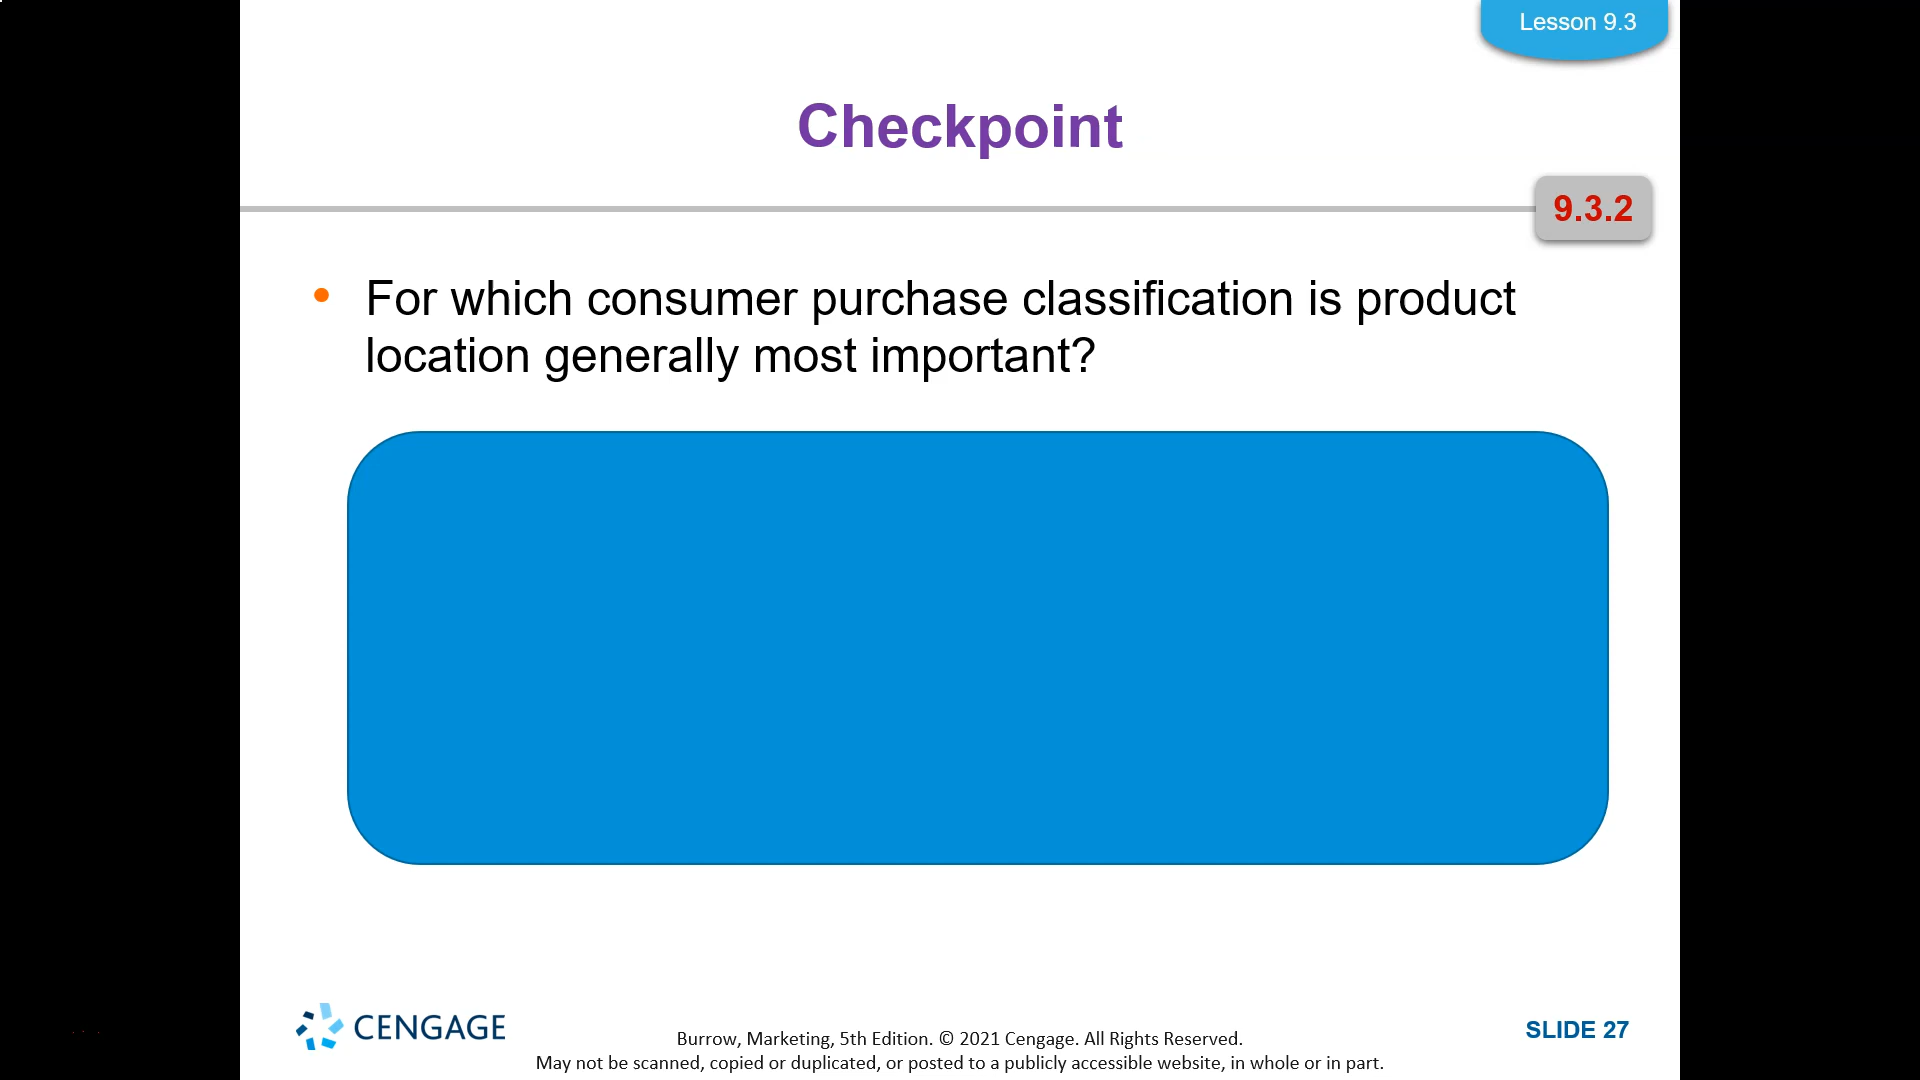 Lesson 9.3
Checkpoint
9.3.2
• For which consumer purchase classification is product
location generally most important?
CENGAGE
Burrow, Marketing, 5th Edition. © 2021 Cengage. All Rights Reserved.
May not be scanned, copied or duplicated, or posted to a publicly accessible website, in whole or in part.
SLIDE 27